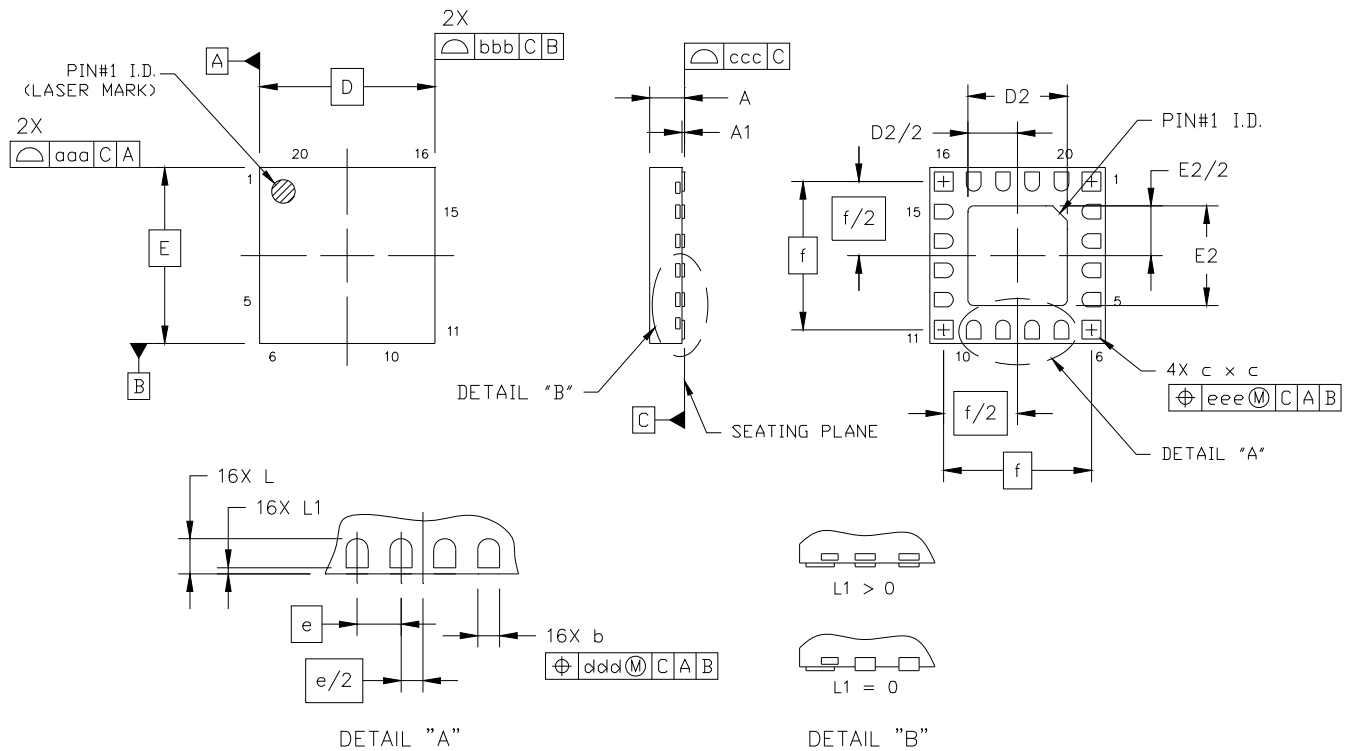 2X
⌓ bbb C B
A
D
PIN#1 I.D.
(LASER MARK)
2X
⌓ aaa C A
20
16
1
15
E
5
11
6
10
B
⌓ ccc C
A
A1
DETAIL "B"
C
SEATING PLANE
D2
D2/2
PIN#1 I.D.
16
20
1
E2/2
15
f/2
f
E2
5
11
10
6
4X c x c
⌖ eee Ⓜ C A B
f/2
f
DETAIL "A"
16X L
16X L1
e
16X b
⌖ ddd Ⓜ C A B
e/2
DETAIL "A"
L1 > 0
L1 = 0
DETAIL "B"